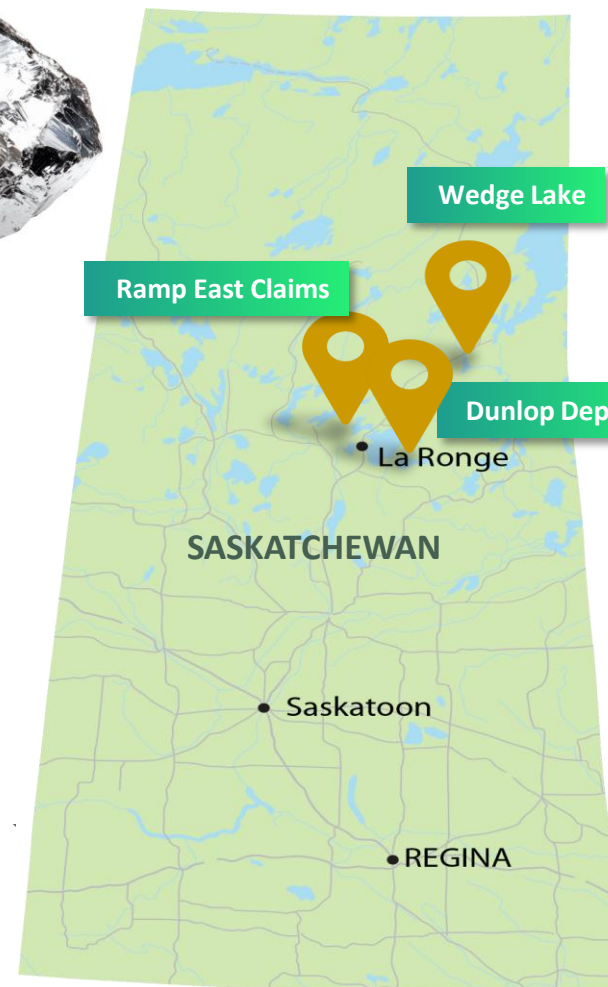 Wedge Lake
Ramp East Claims
Dunlop Dep
La Ronge
SASKATCHEWAN
Saskatoon
REGINA